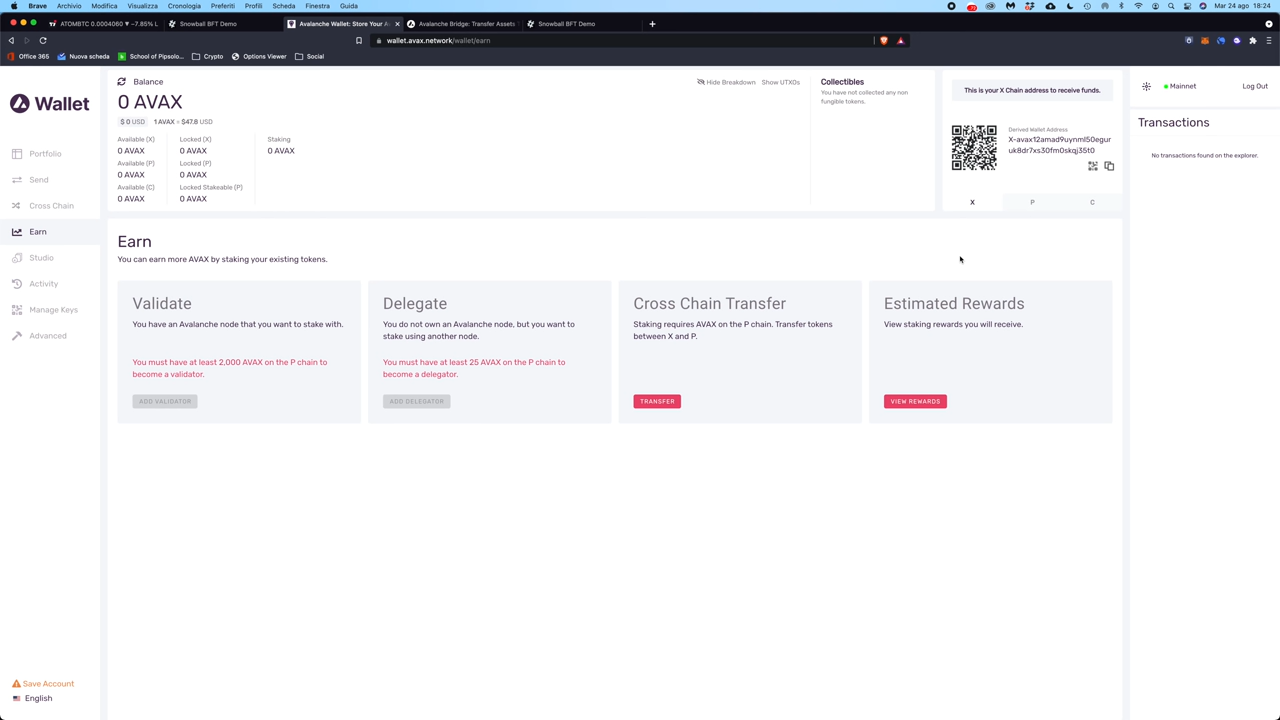 Brave Archivio Modifica Visualizza Cronologia Preferiti Profili Scheda Finestra Guida
Mar 24 ago 18:24
ATOMBTC 0.0004060 ▼ −7.85% L
Snowball BFT Demo
Avalanche Wallet: Store Your A
Avalanche Bridge: Transfer Assets
Snowball BFT Demo
wallet.avax.network/wallet/earn
Office 365
Nuova scheda
School of Pipsolo...
Crypto
Options Viewer
Social
Wallet
Portfolio
Send
Cross Chain
Earn
Studio
Activity
Manage Keys
Advanced
Save Account
English
Balance
Hide Breakdown
Show UTXOs
0 AVAX
$ 0 USD
1 AVAX = $47.8 USD
Available (X)
0 AVAX
Available (P)
0 AVAX
Available (C)
0 AVAX
Locked (X)
0 AVAX
Locked (P)
0 AVAX
Locked Stakeable (P)
0 AVAX
Staking
0 AVAX
Collectibles
You have not collected any non
fungible tokens.
This is your X Chain address to receive funds.
Derived Wallet Address
X-avax12amad9uynml50egur
uk8dr7xs30fm0skqj35t0
X
P
C
Mainnet
Log Out
Transactions
No transactions found on the explorer.
Earn
You can earn more AVAX by staking your existing tokens.
Validate
You have an Avalanche node that you want to stake with.
You must have at least 2,000 AVAX on the P chain to
become a validator.
ADD VALIDATOR
Delegate
You do not own an Avalanche node, but you want to
stake using another node.
You must have at least 25 AVAX on the P chain to
become a delegator.
ADD DELEGATOR
Cross Chain Transfer
Staking requires AVAX on the P chain. Transfer tokens
between X and P.
TRANSFER
Estimated Rewards
View staking rewards you will receive.
VIEW REWARDS